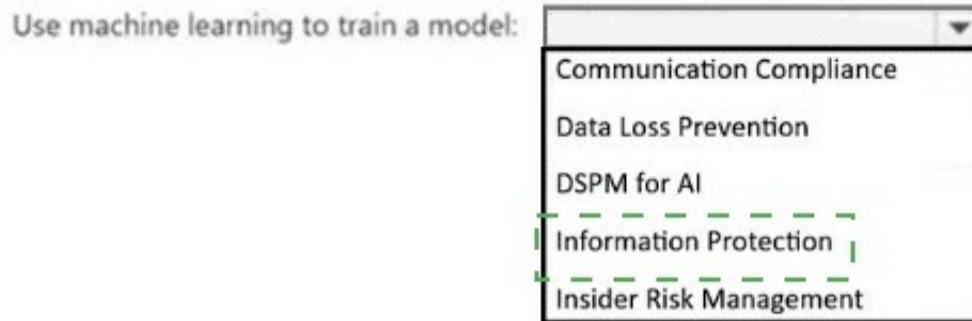 Use machine learning to train a model:
Communication Compliance
Data Loss Prevention
DSPM for AI
Information Protection
Insider Risk Management